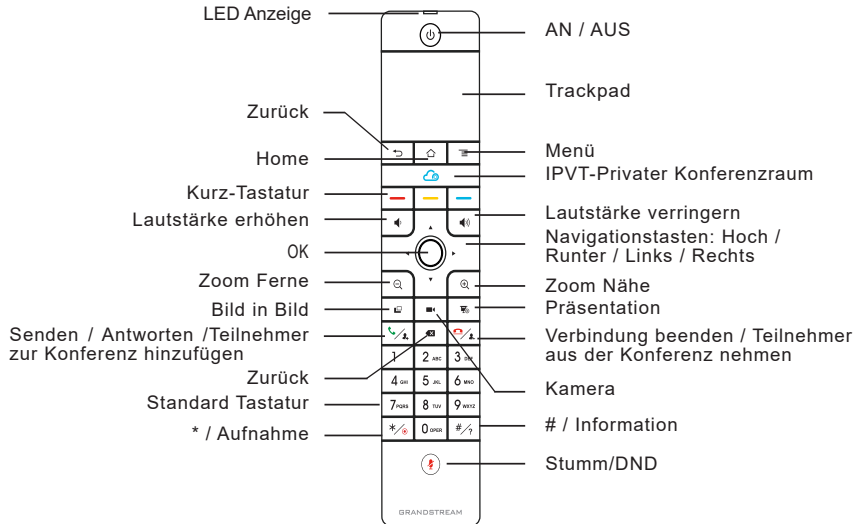 LED Anzeige
AN / AUS
Trackpad
Zurück
Home
Menü
IPVT-Privater Konferenzraum
Kurz-Tastatur
Lautstärke erhöhen
Lautstärke verringern
OK
Navigationstasten: Hoch /
Runter / Links / Rechts
Zoom Ferne
Zoom Nähe
Bild in Bild
Präsentation
Senden / Antworten /Teilnehmer
zur Konferenz hinzufügen
Verbindung beenden / Teilnehmer
aus der Konferenz nehmen
Zurück
Kamera
Standard Tastatur
* / Aufnahme
# / Information
Stumm/DND
1 2 ABC 3 DEF
4 GHI 5 JKL 6 MNO
7 PQRS 8 TUV 9 WXYZ
*/ 0 OPER #/?
GRANDSTREAM